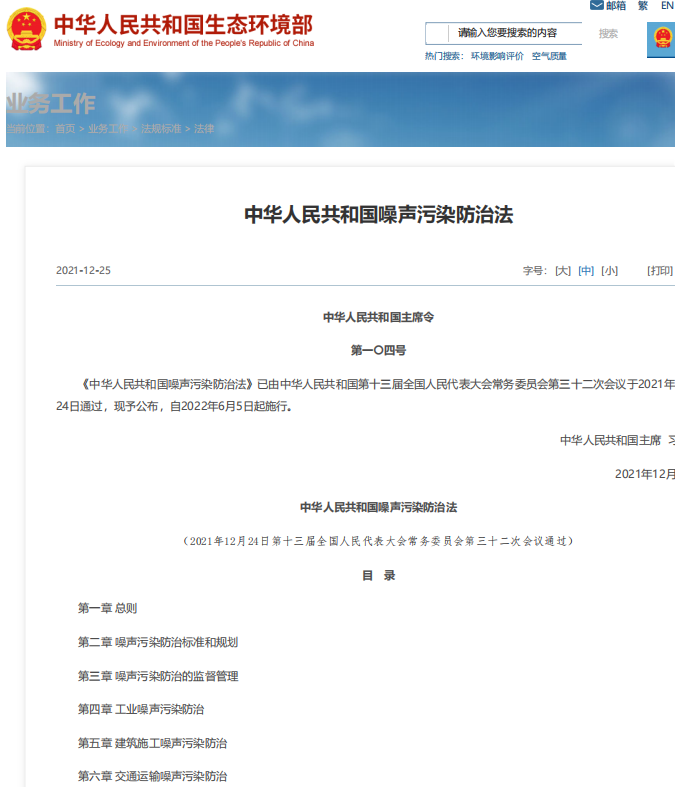 邮箱 繁 EN
中华人民共和国生态环境部
Ministry of Ecology and Environment of the People's Republic of China
请输入您要搜索的内容 搜索
热门搜索： 环境影响评价 空气质量
业务工作
当前位置： 首页 > 业务工作 > 法规标准 > 法律
中华人民共和国噪声污染防治法
2021-12-25 字号： [大] [中] [小] [打印]
中华人民共和国主席令
第一〇四号
《中华人民共和国噪声污染防治法》已由中华人民共和国第十三届全国人民代表大会常务委员会第三十二次会议于2021年
24日通过，现予公布，自2022年6月5日起施行。
中华人民共和国主席 习
2021年12月
中华人民共和国噪声污染防治法
（2021年12月24日第十三届全国人民代表大会常务委员会第三十二次会议通过）
目 录
第一章 总则
第二章 噪声污染防治标准和规划
第三章 噪声污染防治的监督管理
第四章 工业噪声污染防治
第五章 建筑施工噪声污染防治
第六章 交通运输噪声污染防治